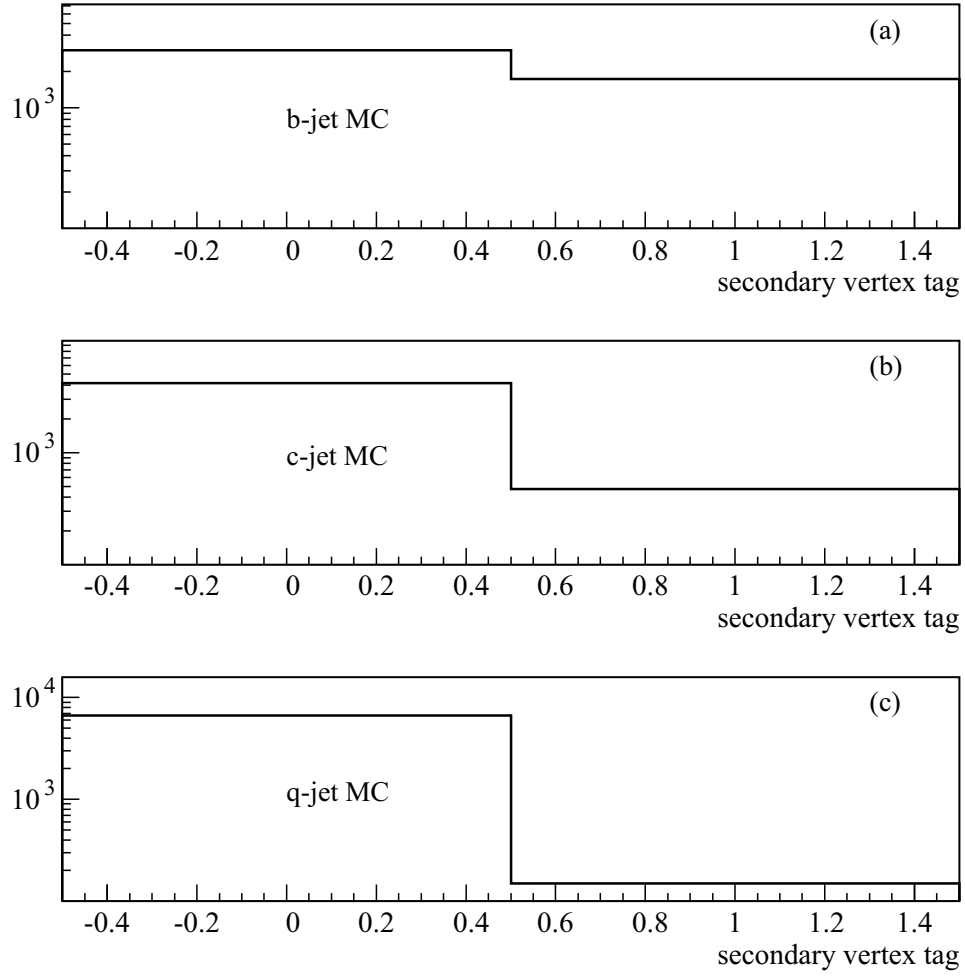 (a)
10^3
b-jet MC
-0.4 -0.2 0 0.2 0.4 0.6 0.8 1 1.2 1.4
secondary vertex tag
(b)
10^3
c-jet MC
-0.4 -0.2 0 0.2 0.4 0.6 0.8 1 1.2 1.4
secondary vertex tag
10^4
(c)
10^3
q-jet MC
-0.4 -0.2 0 0.2 0.4 0.6 0.8 1 1.2 1.4
secondary vertex tag